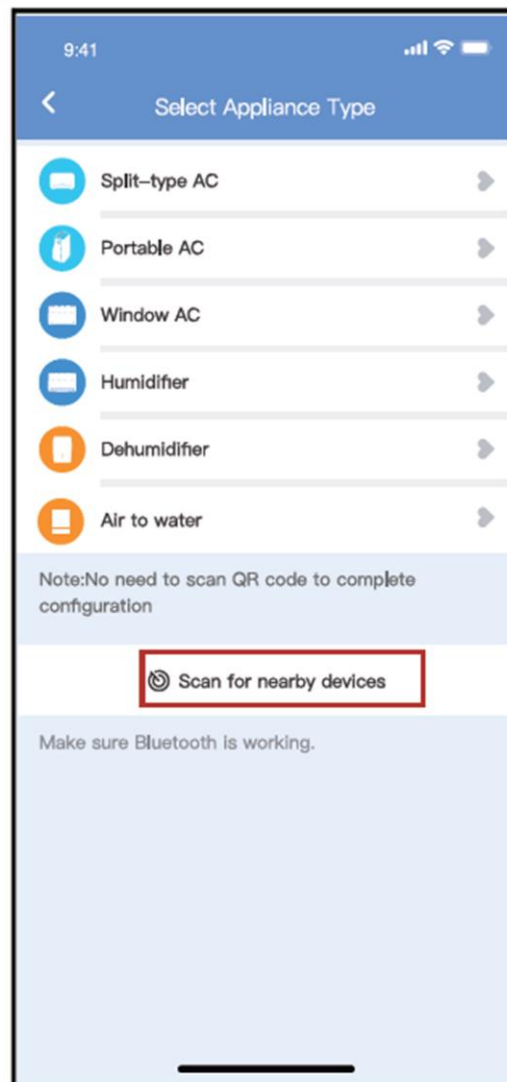 9:41
Select Appliance Type
Split-type AC
Portable AC
Window AC
Humidifier
Dehumidifier
Air to water
Note:No need to scan QR code to complete
configuration
Scan for nearby devices
Make sure Bluetooth is working.